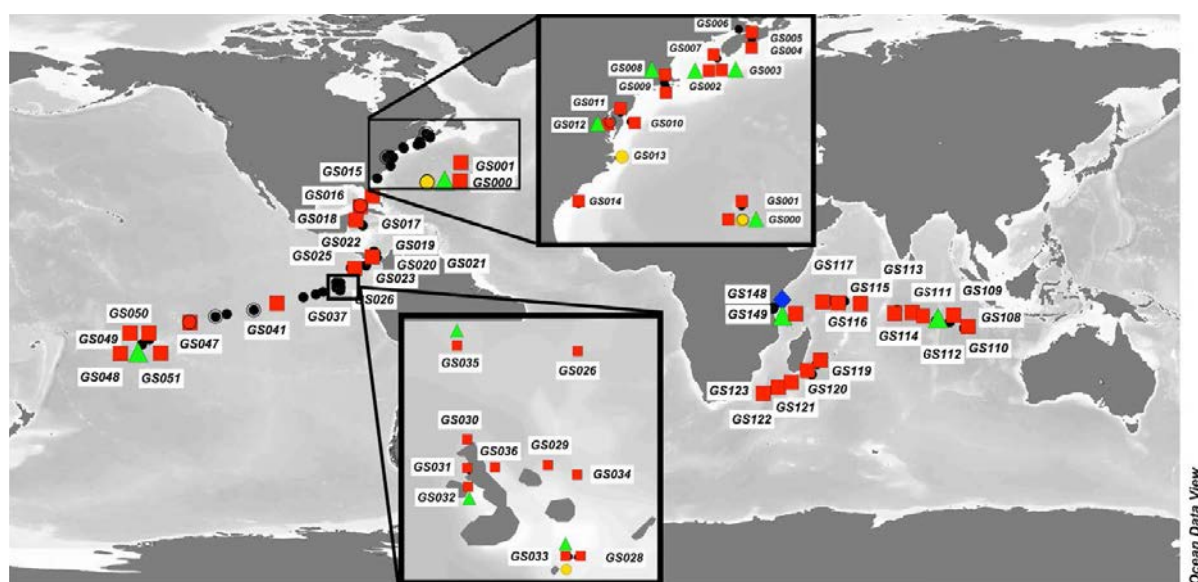 GS006
GS005
GS004
GS007
GS008
GS003
GS002
GS009
GS011
GS012
GS010
GS013
GS014
GS001
GS000
GS001
GS000
GS015
GS016
GS018
GS017
GS022
GS019
GS025
GS020
GS021
GS023
GS026
GS037
GS041
GS050
GS049
GS047
GS048
GS051
GS035
GS026
GS030
GS029
GS036
GS031
GS034
GS032
GS033
GS028
GS117
GS113
GS148
GS115
GS111
GS109
GS149
GS116
GS108
GS114
GS112
GS110
GS119
GS123
GS120
GS121
GS122
Ocean Data View